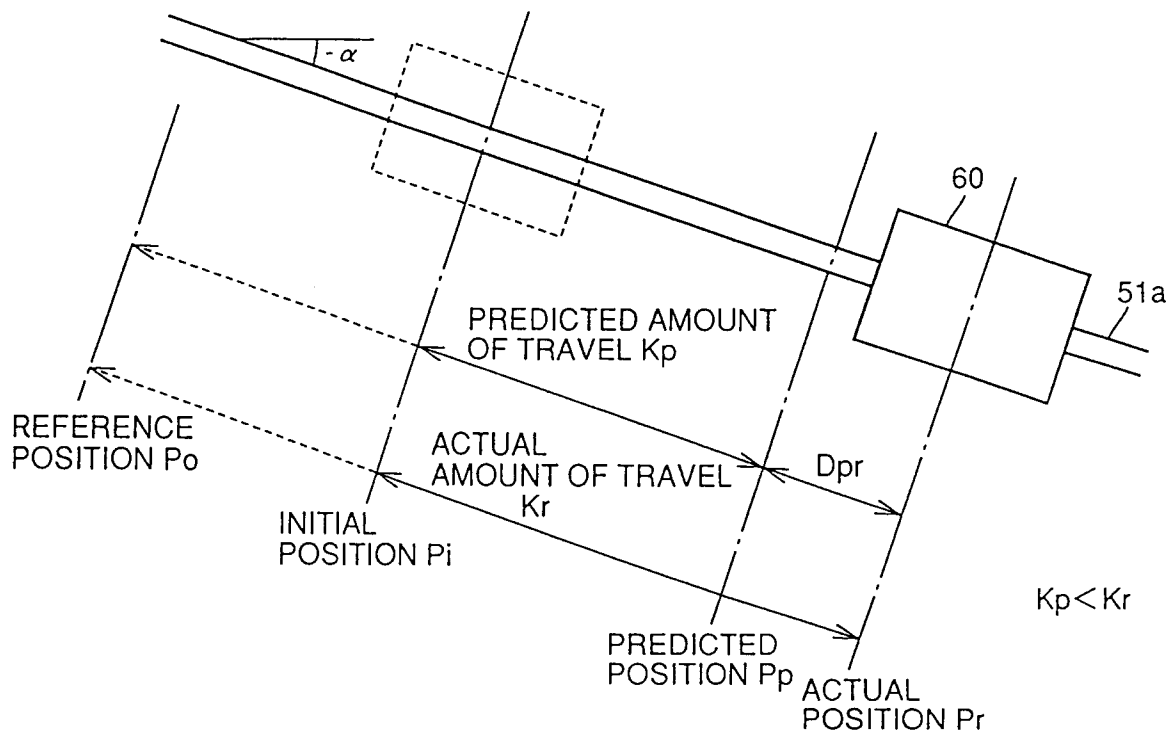 -α
60
51a
PREDICTED AMOUNT
OF TRAVEL Kp
REFERENCE
POSITION Po
ACTUAL
AMOUNT OF TRAVEL
Kr
Dpr
INITIAL
POSITION Pi
Kp<Kr
PREDICTED
POSITION Pp
ACTUAL
POSITION Pr